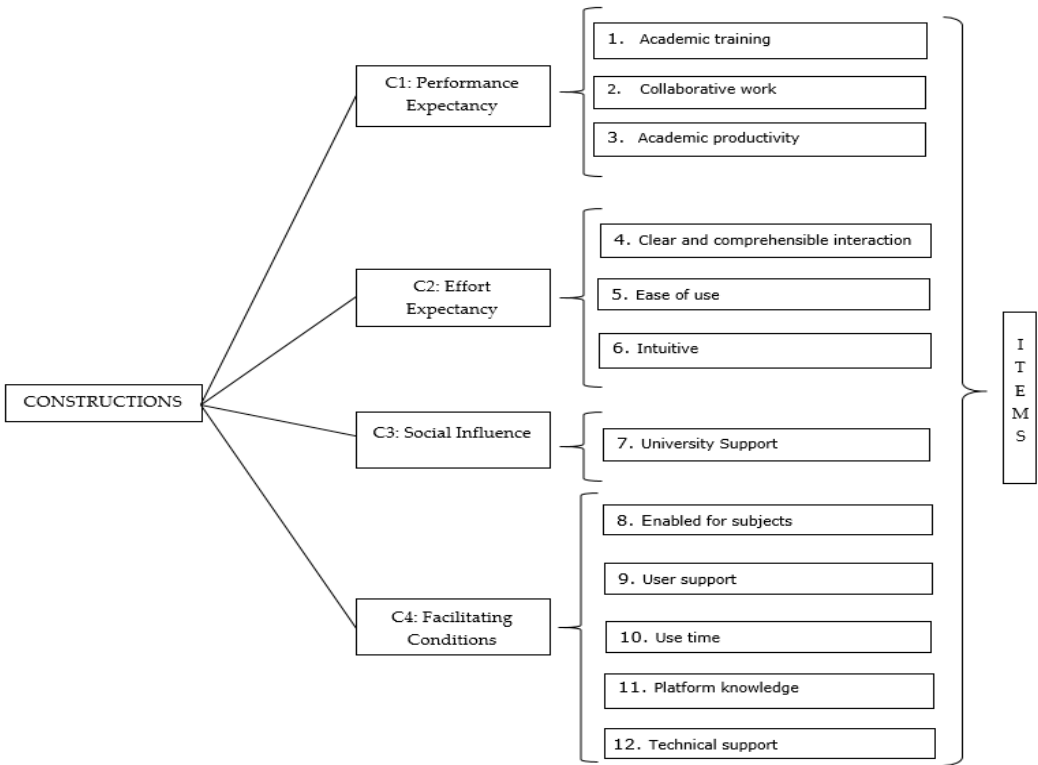 CONSTRUCTIONS
C1: Performance
Expectancy
1. Academic training
2. Collaborative work
3. Academic productivity
C2: Effort
Expectancy
4. Clear and comprehensible interaction
5. Ease of use
6. Intuitive
C3: Social Influence
7. University Support
C4: Facilitating
Conditions
8. Enabled for subjects
9. User support
10. Use time
11. Platform knowledge
12. Technical support
I
T
E
M
S